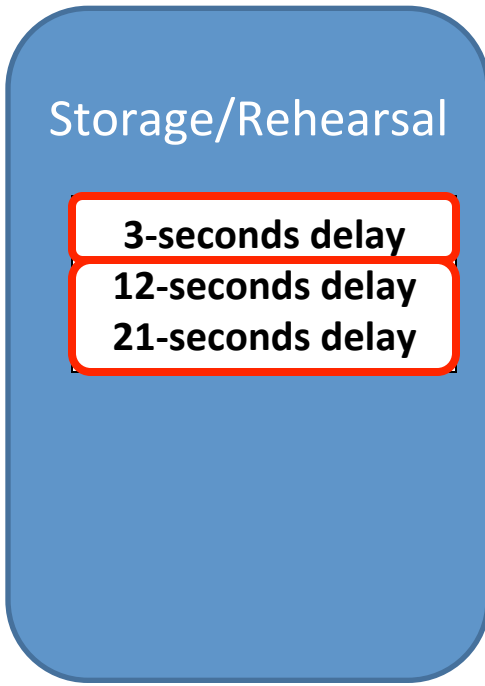 Storage/Rehearsal
3-seconds delay
12-seconds delay
21-seconds delay